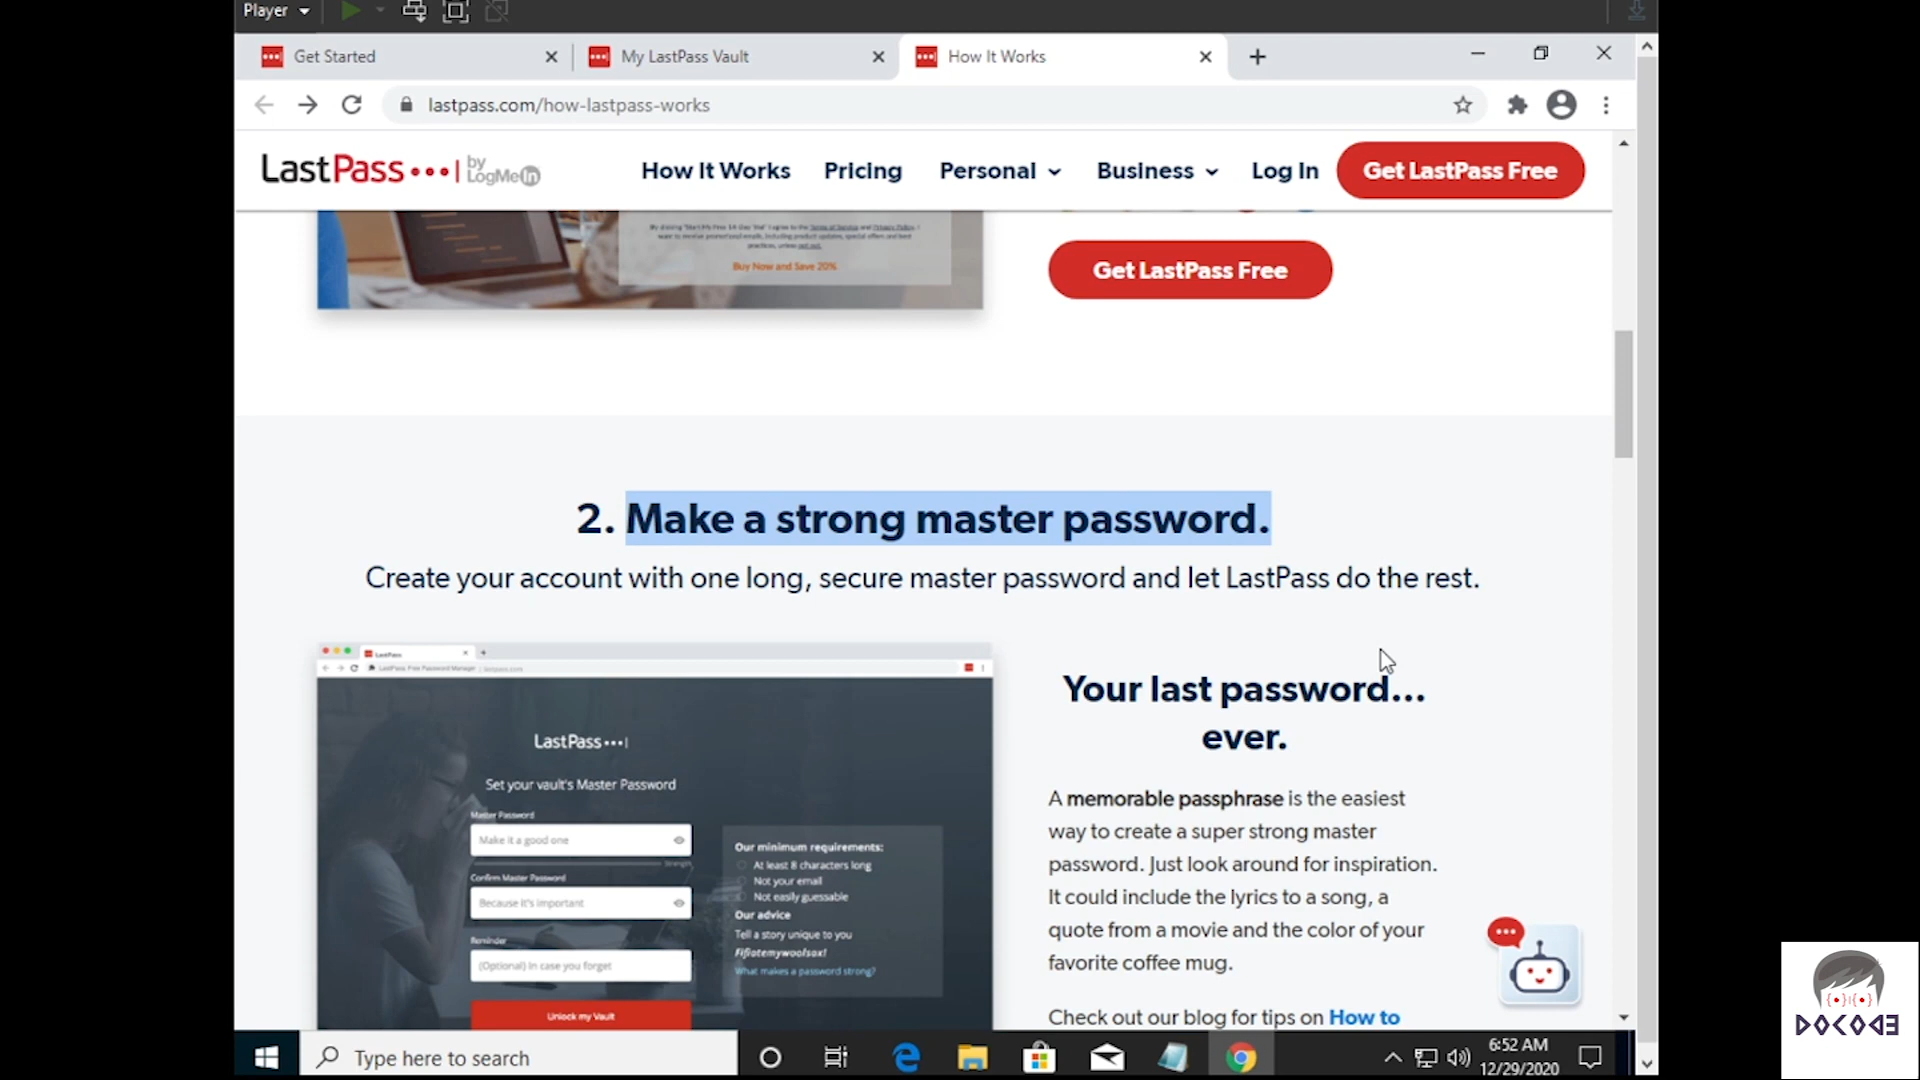 Player
Get Started
My LastPass Vault
How It Works
lastpass.com/how-lastpass-works
LastPass by LogMeIn
How It Works
Pricing
Personal
Business
Log In
Get LastPass Free
Buy Now and Save 20%
Get LastPass Free
2. Make a strong master password.
Create your account with one long, secure master password and let LastPass do the rest.
LastPass
LastPass
Set your vault's Master Password
Master Password
Make it a good one
Strength
Confirm Master Password
Because it's important
Reminder
(Optional) In case you forget
Unlock my Vault
Our minimum requirements:
At least 8 characters long
Not your email
Not easily guessable
Our advice
Tell a story unique to you
Fifiatemywoolsox!
What makes a password strong?
Your last password...
ever.
A memorable passphrase is the easiest
way to create a super strong master
password. Just look around for inspiration.
It could include the lyrics to a song, a
quote from a movie and the color of your
favorite coffee mug.
Check out our blog for tips on How to
Type here to search
6:52 AM
12/29/2020